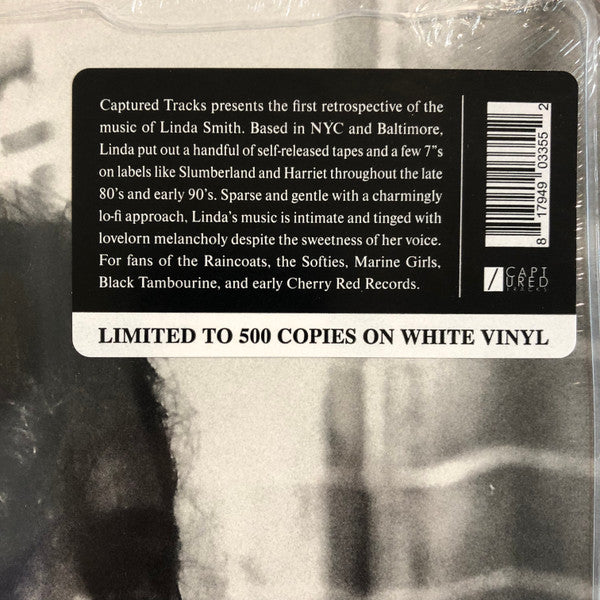 Captured Tracks presents the first retrospective of the
music of Linda Smith. Based in NYC and Baltimore,
Linda put out a handful of self-released tapes and a few 7"s
on labels like Slumberland and Harriet throughout the late
80's and early 90's. Sparse and gentle with a charmingly
lo-fi approach, Linda's music is intimate and tinged with
lovelorn melancholy despite the sweetness of her voice.
For fans of the Raincoats, the Softies, Marine Girls,
Black Tambourine, and early Cherry Red Records.
8 17949 03355 2
CAPT
URED
TRACKS
LIMITED TO 500 COPIES ON WHITE VINYL